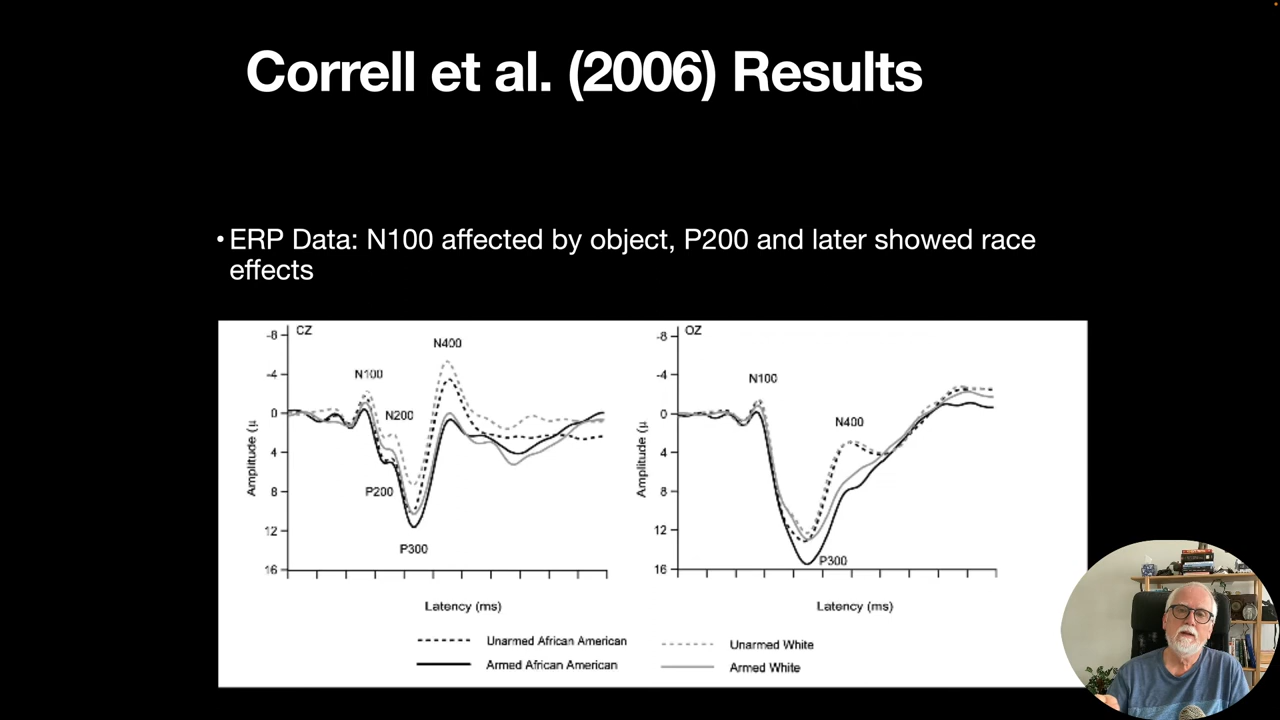 Correll et al. (2006) Results
• ERP Data: N100 affected by object, P200 and later showed race
effects
CZ
-8
-4
0
4
8
12
16
Amplitude (µ
N100
N200
P200
P300
N400
Latency (ms)
OZ
-8
-4
0
4
8
12
16
Amplitude (µ
N100
N400
P300
Latency (ms)
Unarmed African American
Unarmed White
Armed African American
Armed White